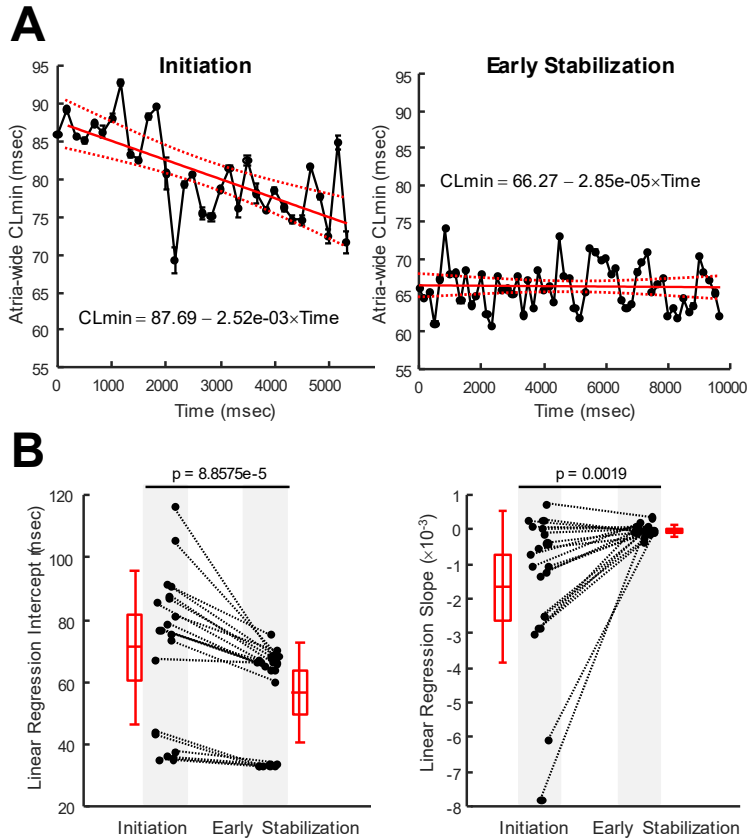 A
Initiation
Early Stabilization
Atria-wide CLmin (msec)
95
90
85
80
75
70
65
60
55
CLmin = 87.69 − 2.52e-03×Time
0
1000
2000
3000
4000
5000
Time (msec)
Atria-wide CLmin (msec)
95
90
85
80
75
70
65
60
55
CLmin = 66.27 − 2.85e-05×Time
0
2000
4000
6000
8000
10000
Time (msec)
B
p = 8.8575e-5
Linear Regression Intercept (msec)
120
100
80
60
40
20
Initiation
Early Stabilization
p = 0.0019
Linear Regression Slope (×10⁻³)
1
0
-1
-2
-3
-4
-5
-6
-7
-8
Initiation
Early Stabilization